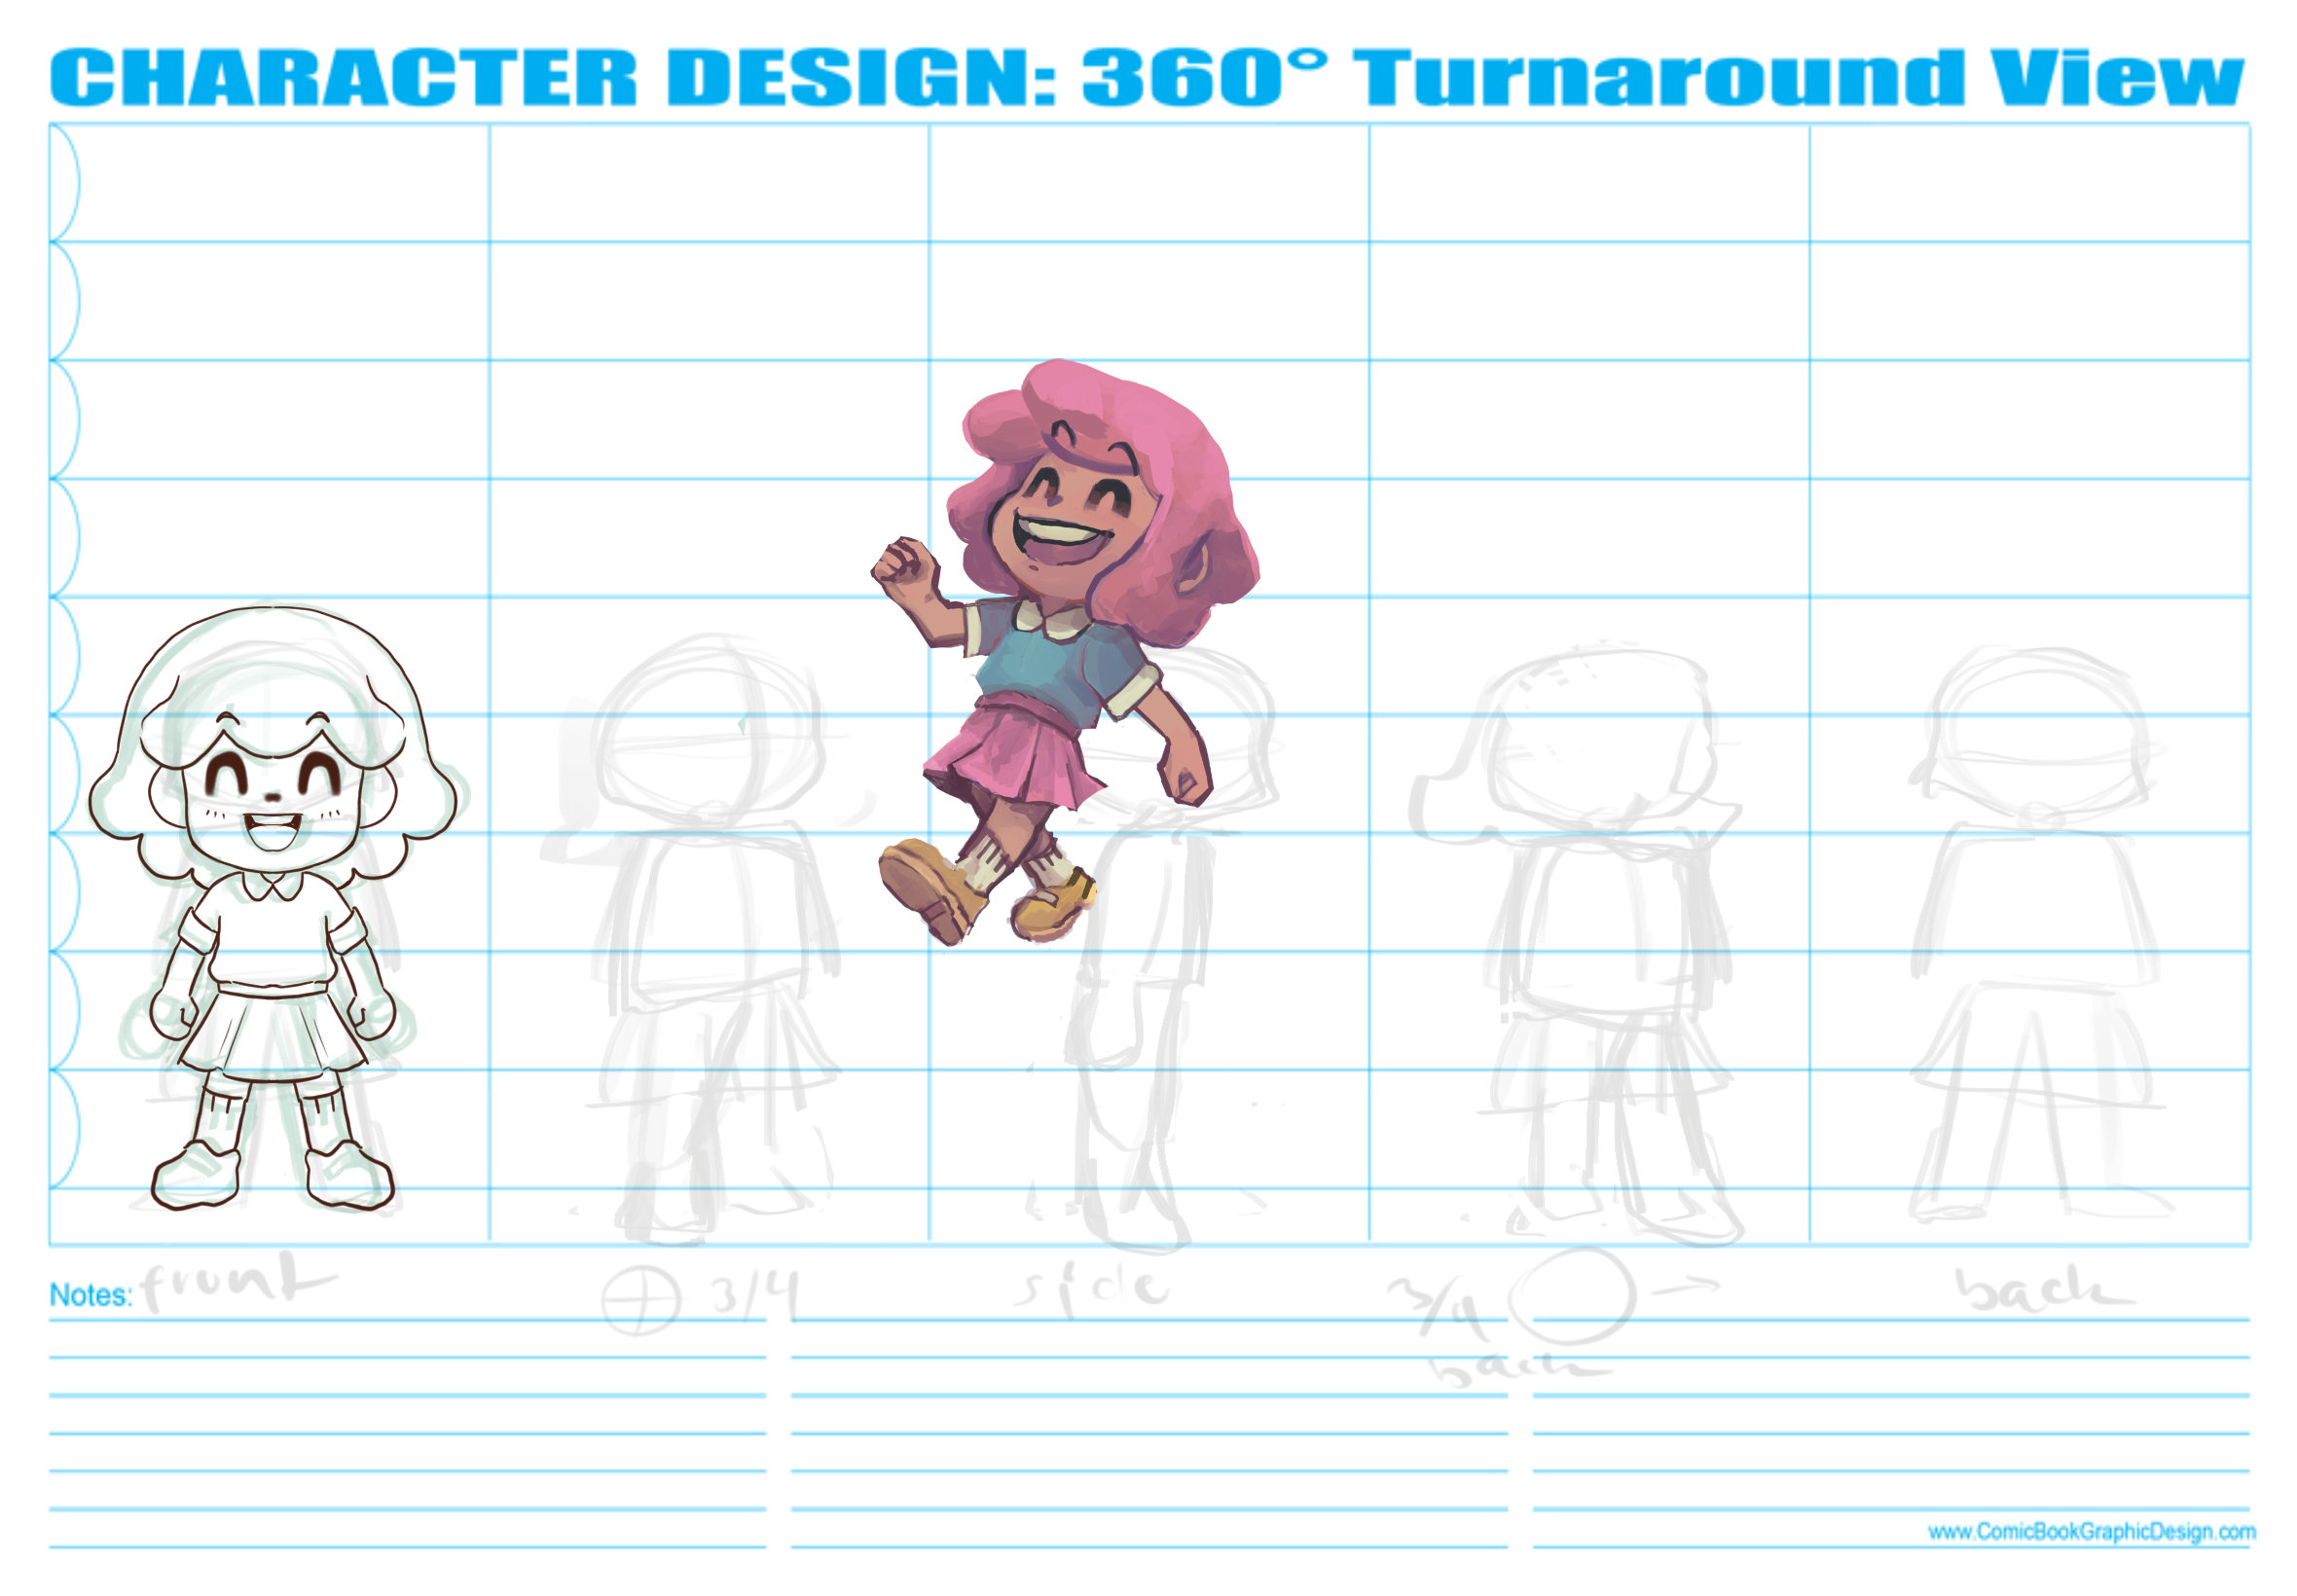 CHARACTER DESIGN: 360° Turnaround View
Notes: front
3/4
side
3/4
back
back
www.ComicBookGraphicDesign.com